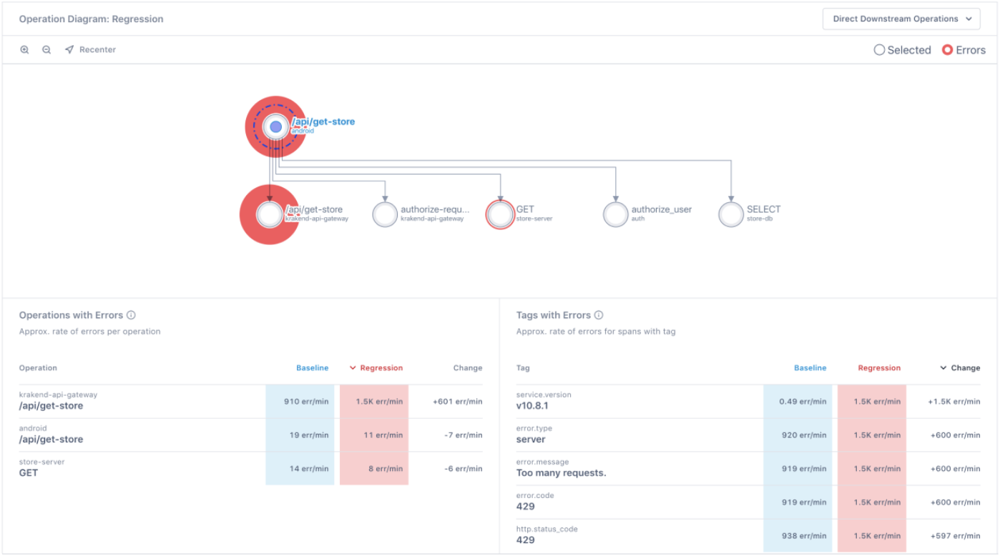 Operation Diagram: Regression
Direct Downstream Operations
Recenter
Selected
Errors
/api/get-store
android
/api/get-store
krakend-api-gateway
authorize-requ...
krakend-api-gateway
GET
store-server
authorize_user
auth
SELECT
store-db
Operations with Errors
Approx. rate of errors per operation
Operation Baseline Regression Change
krakend-api-gateway
/api/get-store 910 err/min 1.5K err/min +601 err/min
android
/api/get-store 19 err/min 11 err/min -7 err/min
store-server
GET 14 err/min 8 err/min -6 err/min
Tags with Errors
Approx. rate of errors for spans with tag
Tag Baseline Regression Change
service.version
v10.8.1 0.49 err/min 1.5K err/min +1.5K err/min
error.type
server 920 err/min 1.5K err/min +600 err/min
error.message
Too many requests. 919 err/min 1.5K err/min +600 err/min
error.code
429 919 err/min 1.5K err/min +600 err/min
http.status_code
429 938 err/min 1.5K err/min +597 err/min